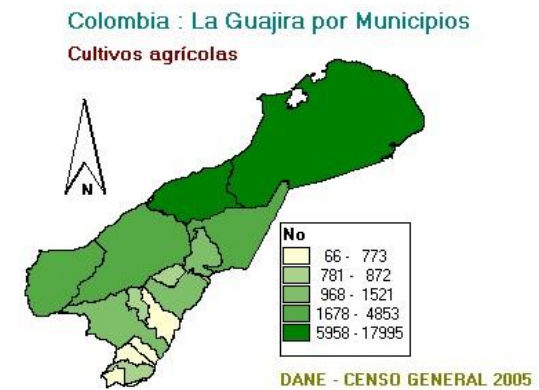 Colombia : La Guajira por Municipios
Cultivos agrícolas
N
No
66 - 773
781 - 872
968 - 1521
1678 - 4853
5958 - 17995
DANE - CENSO GENERAL 2005